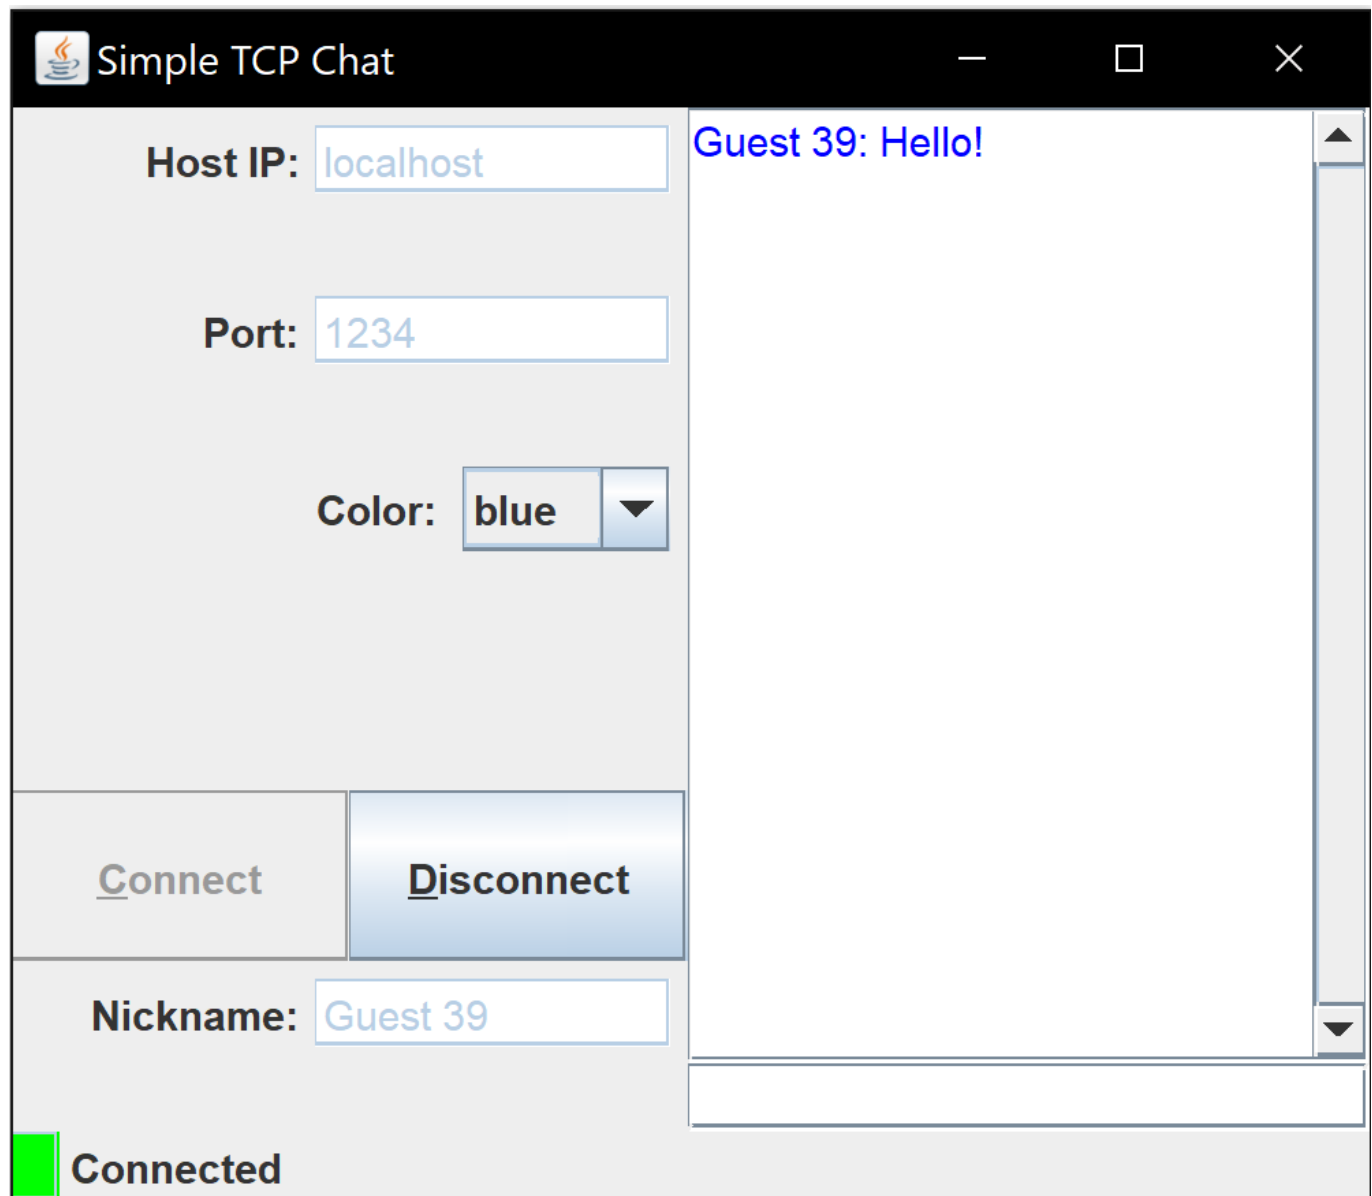 Simple TCP Chat
Host IP: localhost
Port: 1234
Color: blue
Connect Disconnect
Nickname: Guest 39
Connected
Guest 39: Hello!